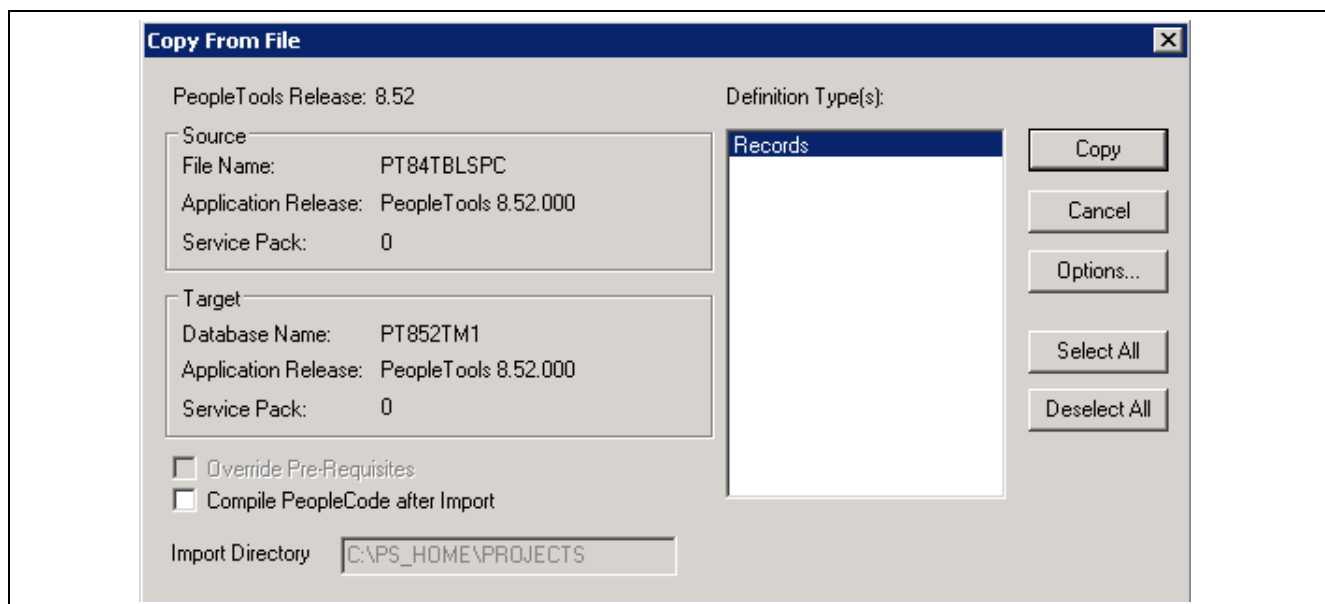 Copy From File
PeopleTools Release: 8.52
Definition Type(s):
Source
File Name: PT84TBLSPC
Application Release: PeopleTools 8.52.000
Service Pack: 0
Target
Database Name: PT852TM1
Application Release: PeopleTools 8.52.000
Service Pack: 0
Override Pre-Requisites
Compile PeopleCode after Import
Import Directory C:\PS_HOME\PROJECTS
Records
Copy
Cancel
Options...
Select All
Deselect All